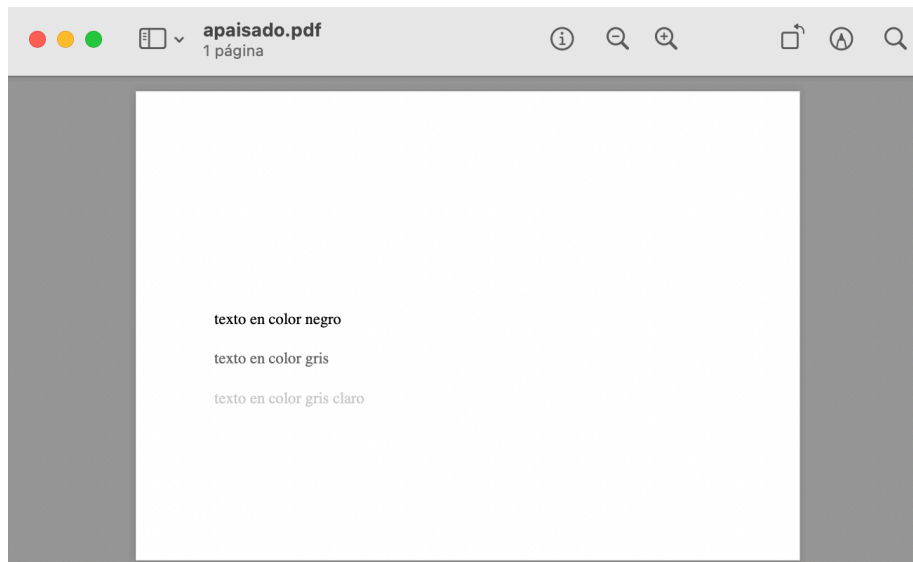 apaisado.pdf
1 página
texto en color negro
texto en color gris
texto en color gris claro